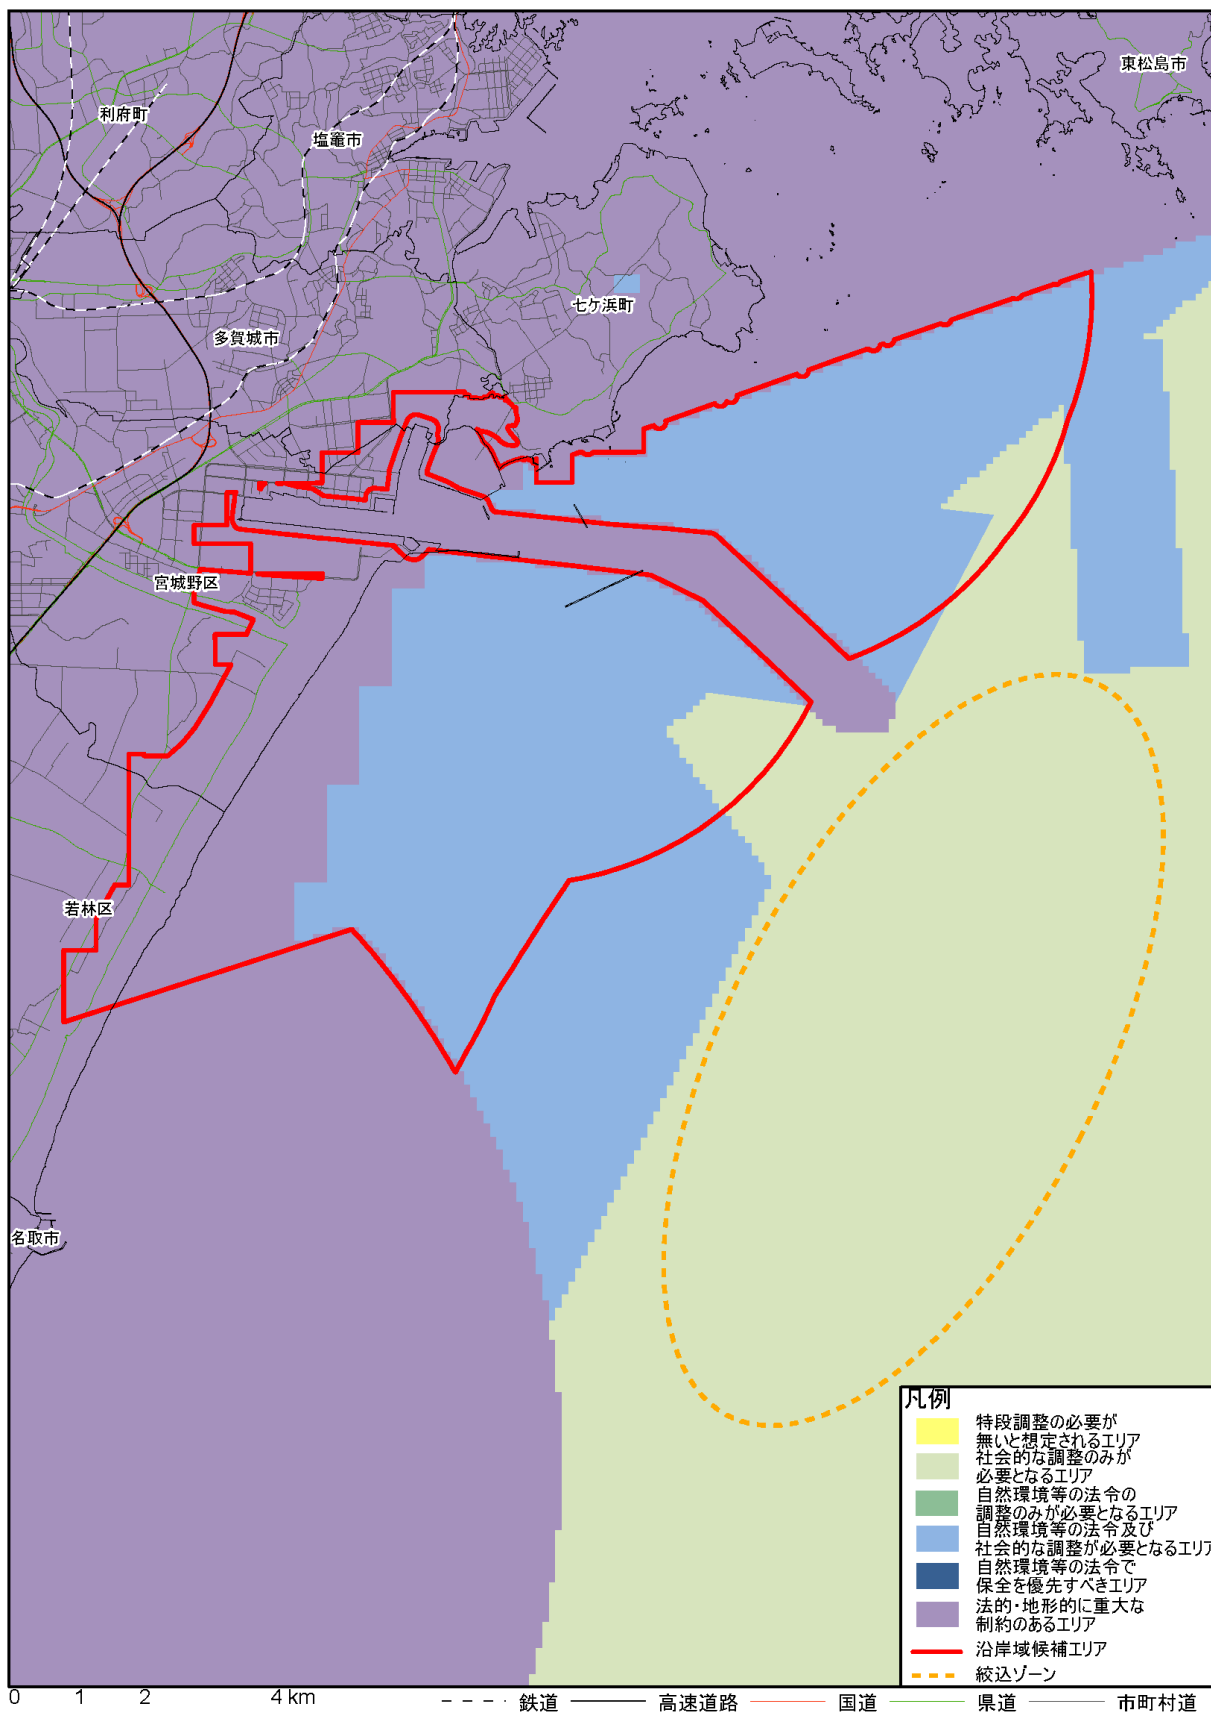 東松島市
利府町
塩竈市
七ケ浜町
多賀城市
宮城野区
若林区
名取市
凡例
特段調整の必要が
無いと想定されるエリア
社会的な調整のみが
必要となるエリア
自然環境等の法令の
調整のみが必要となるエリア
自然環境等の法令及び
社会的な調整が必要となるエリア
自然環境等の法令で
保全を優先すべきエリア
法的・地形的に重大な
制約のあるエリア
沿岸域候補エリア
絞込ゾーン
0 1 2 4 km
鉄道 高速道路 国道 県道 市町村道